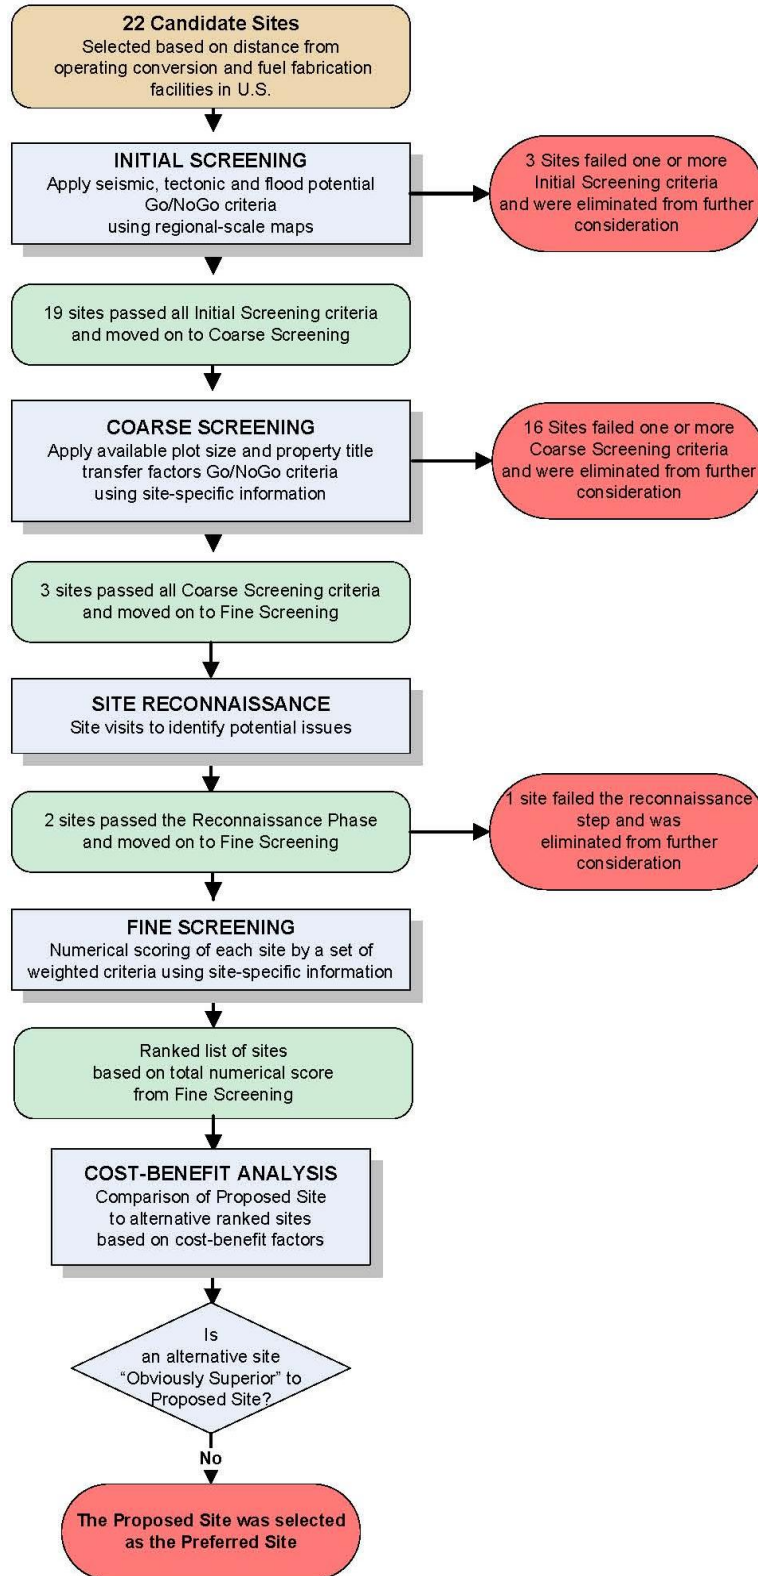 22 Candidate Sites
Selected based on distance from
operating conversion and fuel fabrication
facilities in U.S.
INITIAL SCREENING
Apply seismic, tectonic and flood potential
Go/NoGo criteria
using regional-scale maps
3 Sites failed one or more
Initial Screening criteria
and were eliminated from further
consideration
19 sites passed all Initial Screening criteria
and moved on to Coarse Screening
COARSE SCREENING
Apply available plot size and property title
transfer factors Go/NoGo criteria
using site-specific information
16 Sites failed one or more
Coarse Screening criteria
and were eliminated from further
consideration
3 sites passed all Coarse Screening criteria
and moved on to Fine Screening
SITE RECONNAISSANCE
Site visits to identify potential issues
2 sites passed the Reconnaissance Phase
and moved on to Fine Screening
1 site failed the reconnaissance
step and was
eliminated from further
consideration
FINE SCREENING
Numerical scoring of each site by a set of
weighted criteria using site-specific information
Ranked list of sites
based on total numerical score
from Fine Screening
COST-BENEFIT ANALYSIS
Comparison of Proposed Site
to alternative ranked sites
based on cost-benefit factors
Is
an alternative site
“Obviously Superior” to
Proposed Site?
No
The Proposed Site was selected
as the Preferred Site